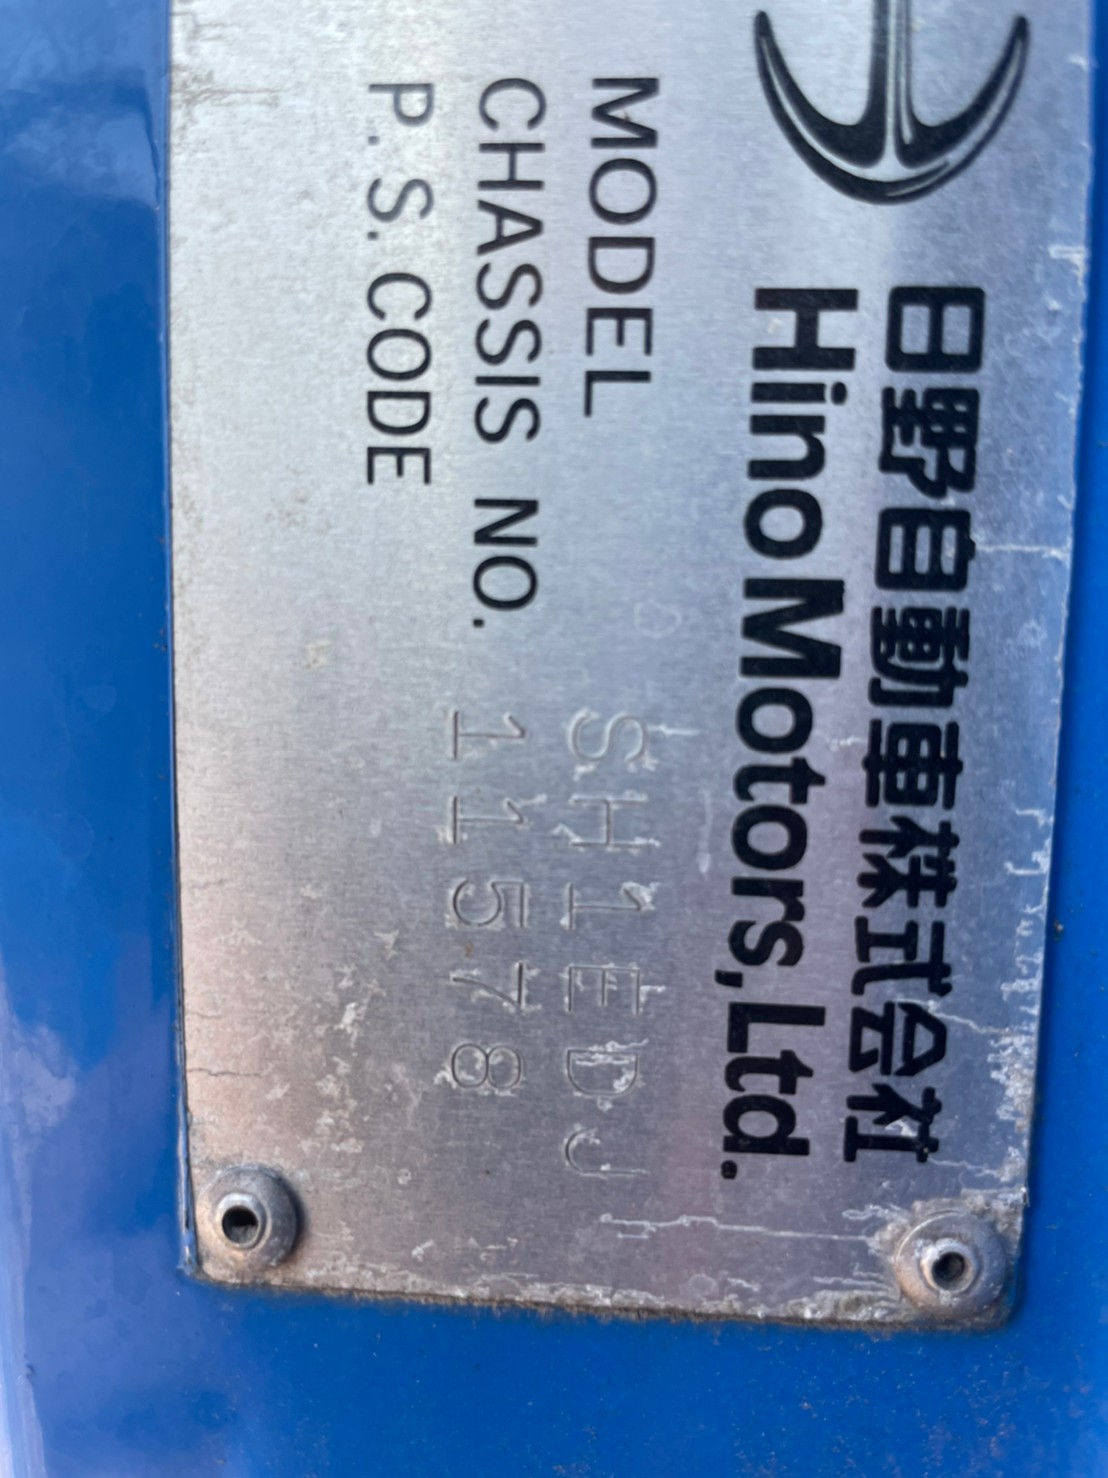 日野自動車株式会社
Hino Motors, Ltd.
MODEL SH1EDJ
CHASSIS NO. 11578
P. S. CODE